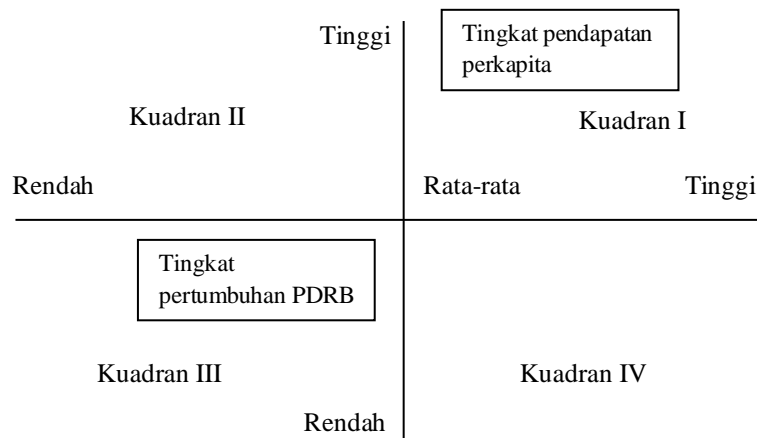 Tinggi
Tingkat pendapatan
perkapita
Kuadran II
Kuadran I
Rendah
Rata-rata
Tinggi
Tingkat
pertumbuhan PDRB
Kuadran III
Kuadran IV
Rendah